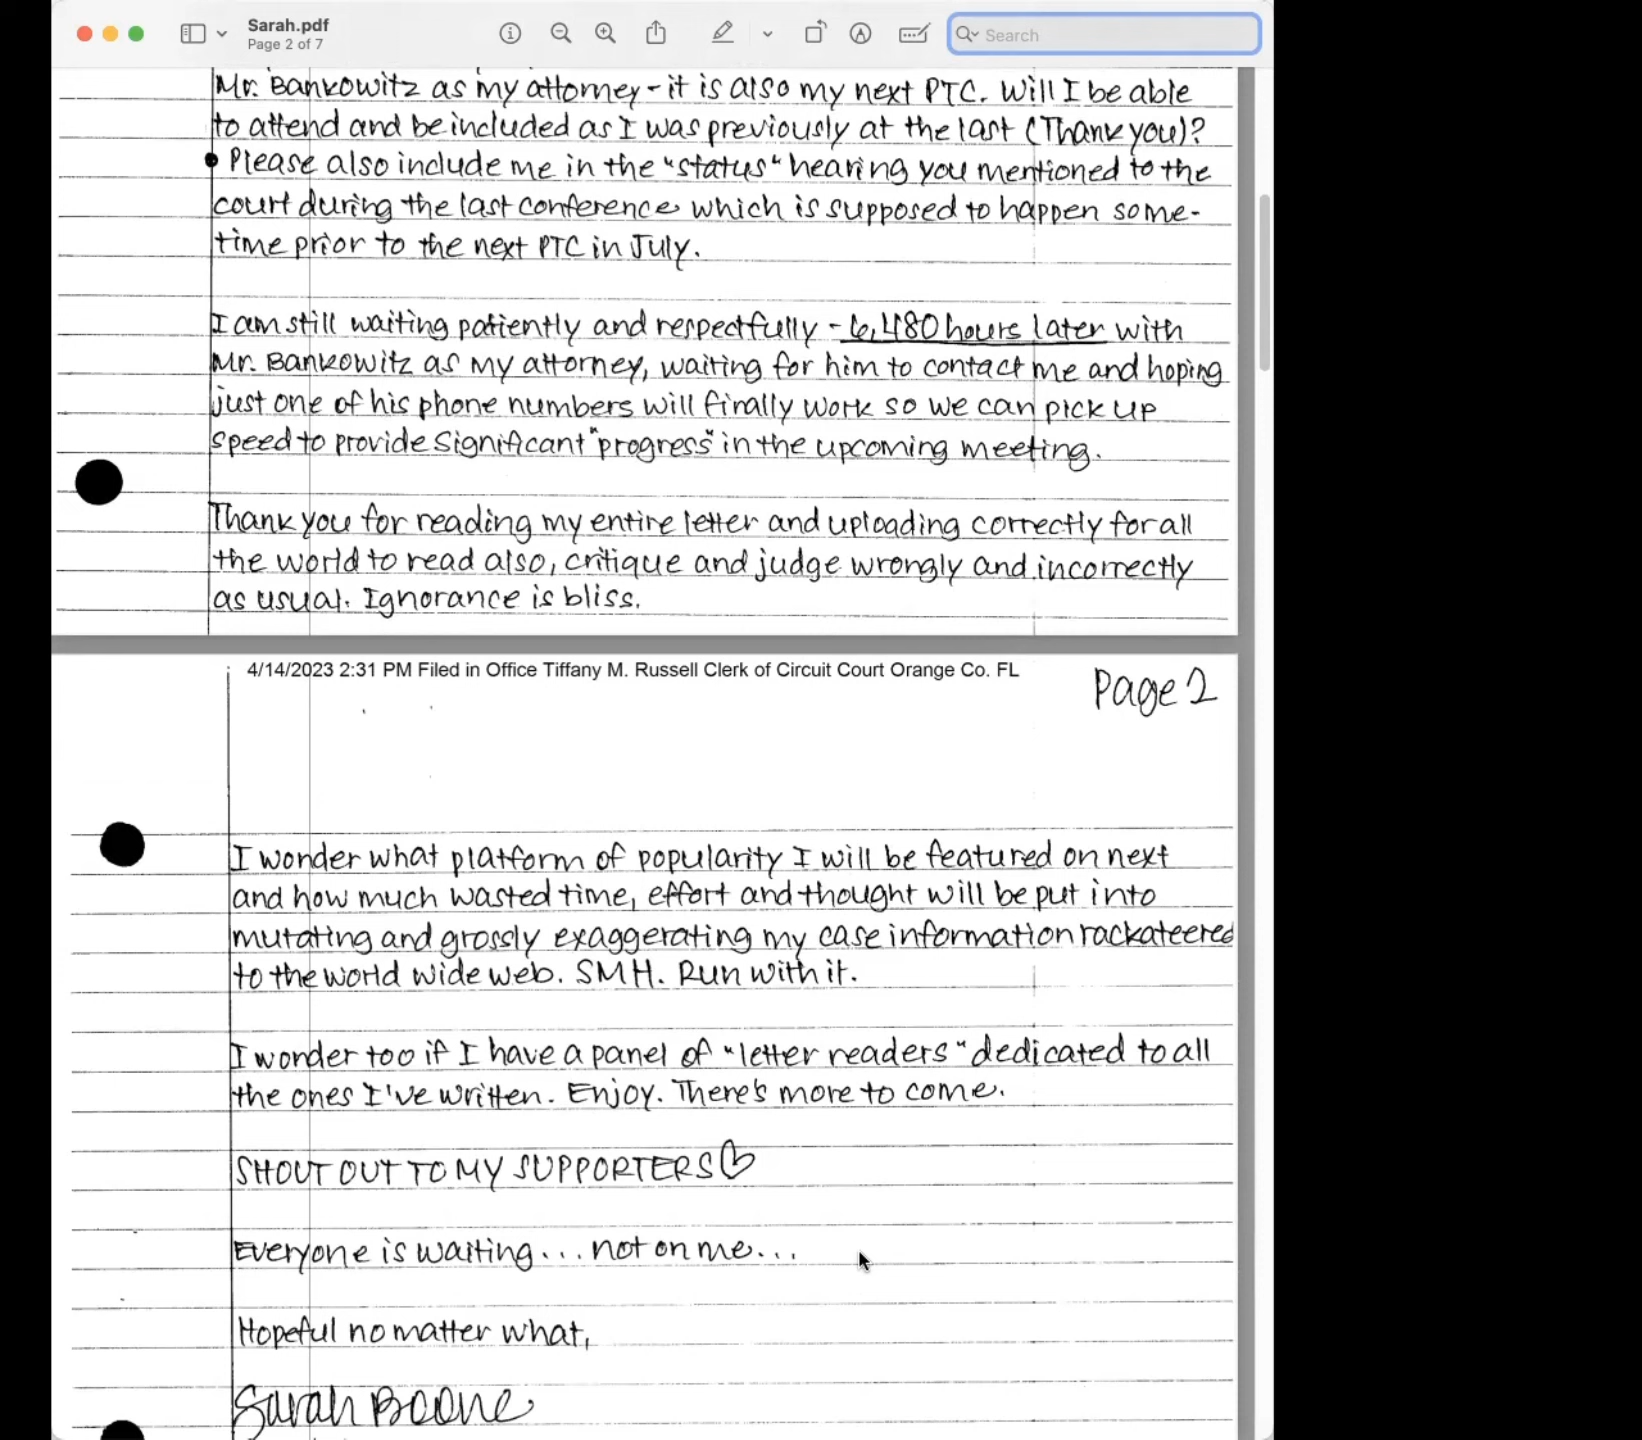 Sarah.pdf
Page 2 of 7
Search
Mr. Bankowitz as my attorney - it is also my next PTC. Will I be able
to attend and be included as I was previously at the last (Thank you)?
• Please also include me in the "status" hearing you mentioned to the
court during the last conference which is supposed to happen some-
time prior to the next PTC in July.
I am still waiting patiently and respectfully - 6,480 hours later with
Mr. Bankowitz as my attorney, waiting for him to contact me and hoping
just one of his phone numbers will finally work so we can pick up
speed to provide significant "progress" in the upcoming meeting.
Thank you for reading my entire letter and uploading correctly for all
the world to read also, critique and judge wrongly and incorrectly
as usual. Ignorance is bliss.
4/14/2023 2:31 PM Filed in Office Tiffany M. Russell Clerk of Circuit Court Orange Co. FL
Page 2
I wonder what platform of popularity I will be featured on next
and how much wasted time, effort and thought will be put into
mutating and grossly exaggerating my case information rackateered
to the world wide web. SMH. Run with it.
I wonder too if I have a panel of "letter readers" dedicated to all
the ones I've written. Enjoy. There's more to come.
SHOUT OUT TO MY SUPPORTERS♡
Everyone is waiting... not on me...
Hopeful no matter what,
Sarah Boone